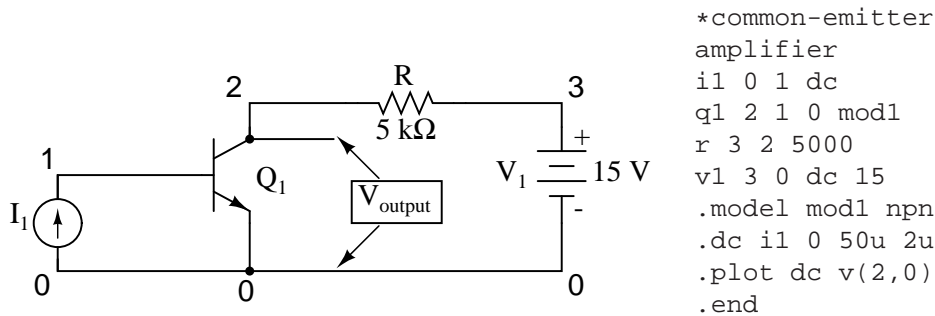 2
R
3
5 kΩ
1
Q1
V1
+
15 V
-
Voutput
I1
0
0
0
*common-emitter
amplifier
i1 0 1 dc
q1 2 1 0 mod1
r 3 2 5000
v1 3 0 dc 15
.model mod1 npn
.dc i1 0 50u 2u
.plot dc v(2,0)
.end